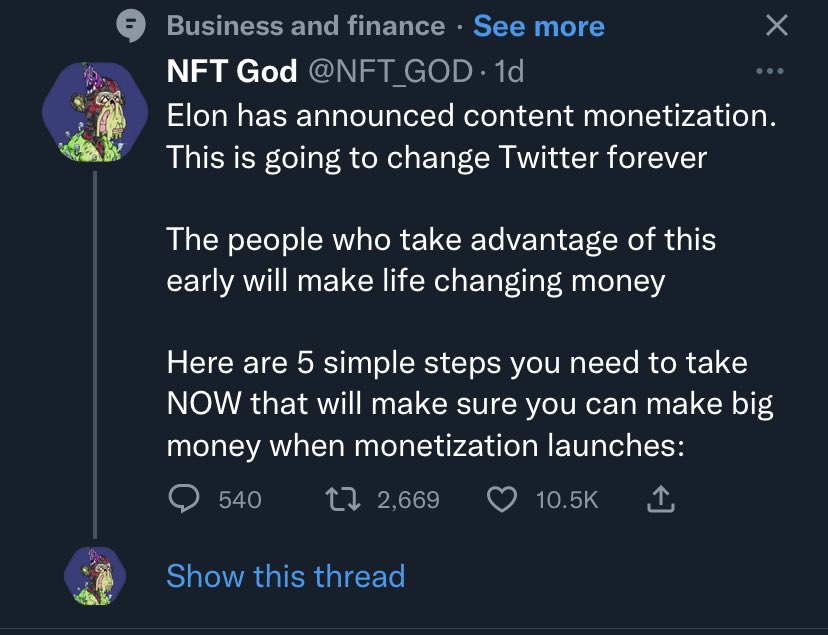 Business and finance · See more
NFT God @NFT_GOD · 1d
Elon has announced content monetization.
This is going to change Twitter forever
The people who take advantage of this
early will make life changing money
Here are 5 simple steps you need to take
NOW that will make sure you can make big
money when monetization launches:
540 2,669 10.5K
Show this thread